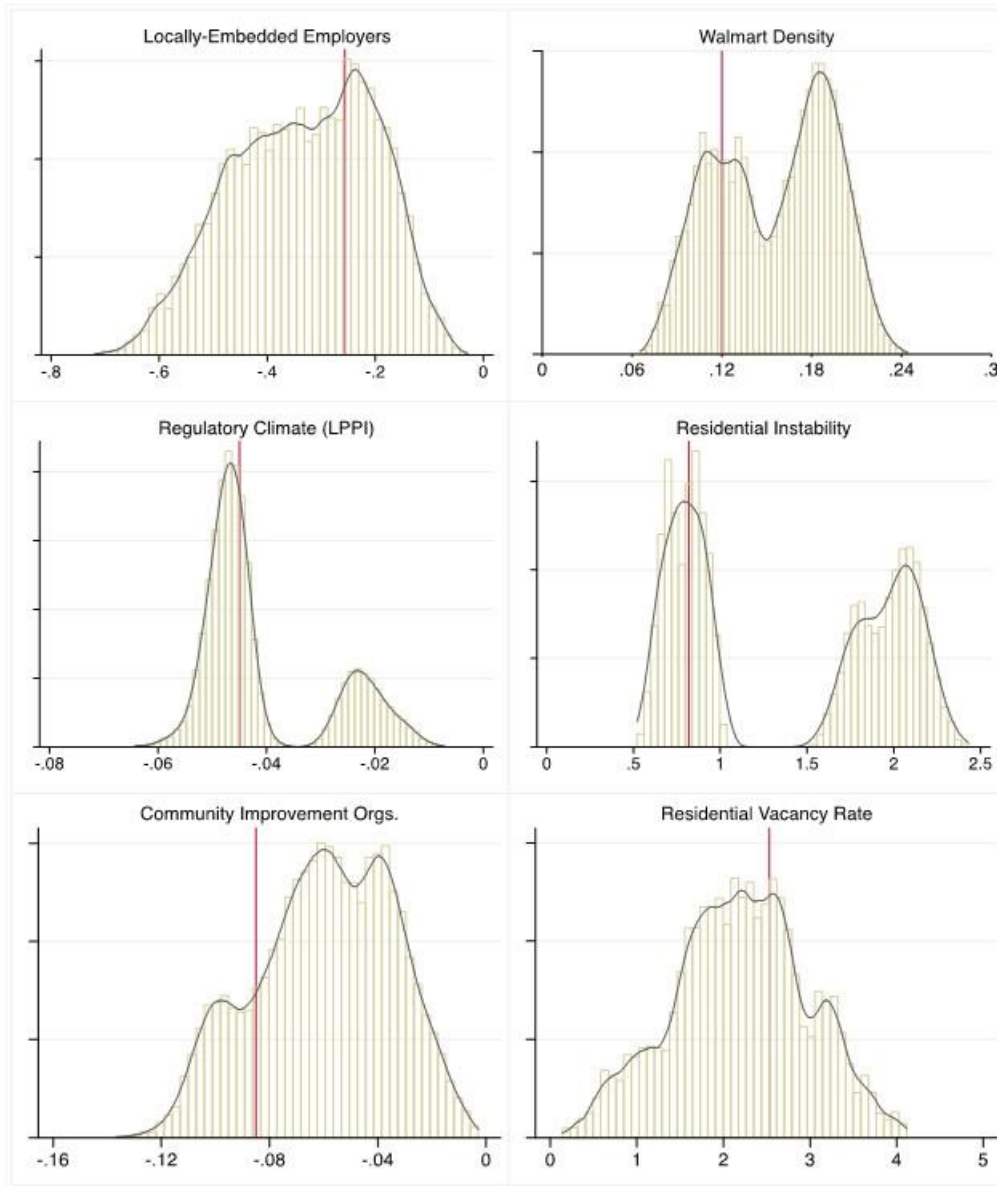 Locally-Embedded Employers
-.8 -.6 -.4 -.2 0
Walmart Density
0 .06 .12 .18 .24 .3
Regulatory Climate (LPPI)
-.08 -.06 -.04 -.02 0
Residential Instability
0 .5 1 1.5 2 2.5
Community Improvement Orgs.
-.16 -.12 -.08 -.04 0
Residential Vacancy Rate
0 1 2 3 4 5